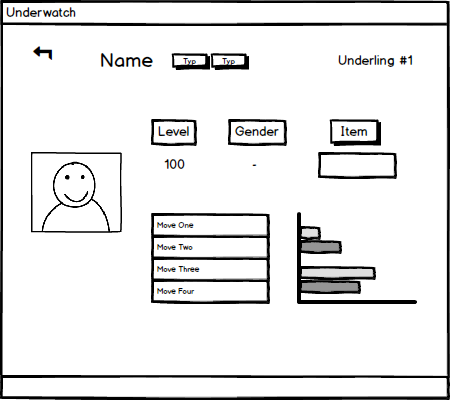 Underwatch
Name Typ Typ Underling #1
Level Gender Item
100 -
Move One
Move Two
Move Three
Move Four